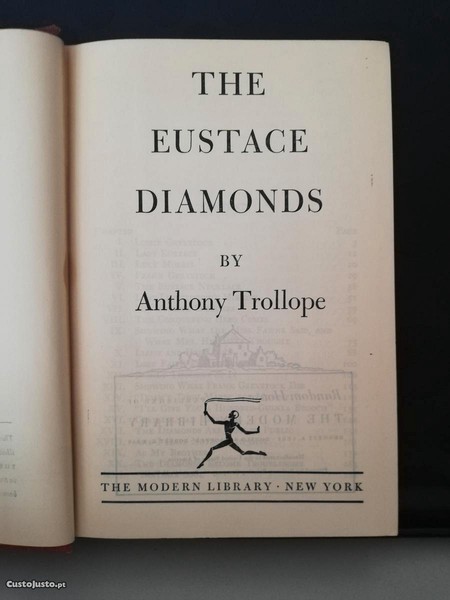 THE
EUSTACE
DIAMONDS
BY
Anthony Trollope
THE MODERN LIBRARY · NEW YORK
CustoJusto.pt